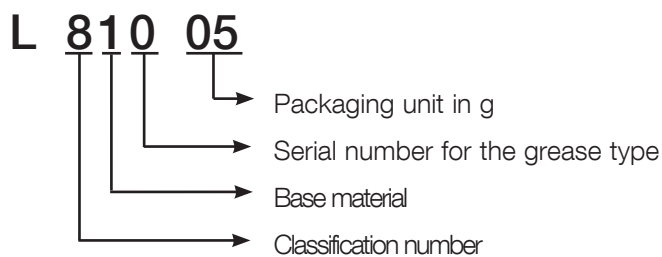 L 810 05
Packaging unit in g
Serial number for the grease type
Base material
Classification number